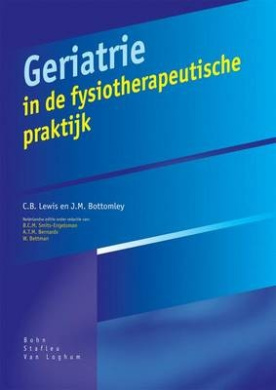 Geriatrie
in de fysiotherapeutische
praktijk
C.B. Lewis en J.M. Bottomley
Nederlandse editie onder redactie van:
B.C.M. Smits-Engelsman
A.T.M. Bernards
W. Bettman
Bohn
Stafleu
Van Loghum